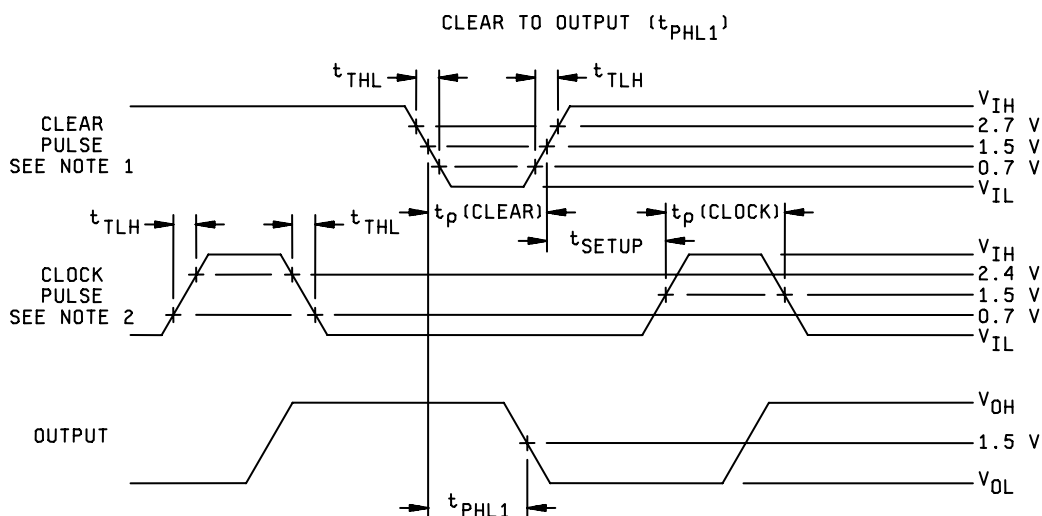 CLEAR TO OUTPUT (tPHL1)
tTHL
tTLH
CLEAR
PULSE
SEE NOTE 1
VIH
2.7 V
1.5 V
0.7 V
VIL
tTLH
tTHL
tp (CLEAR)
tp (CLOCK)
tSETUP
CLOCK
PULSE
SEE NOTE 2
VIH
2.4 V
1.5 V
0.7 V
VIL
OUTPUT
VOH
1.5 V
VOL
tPHL1